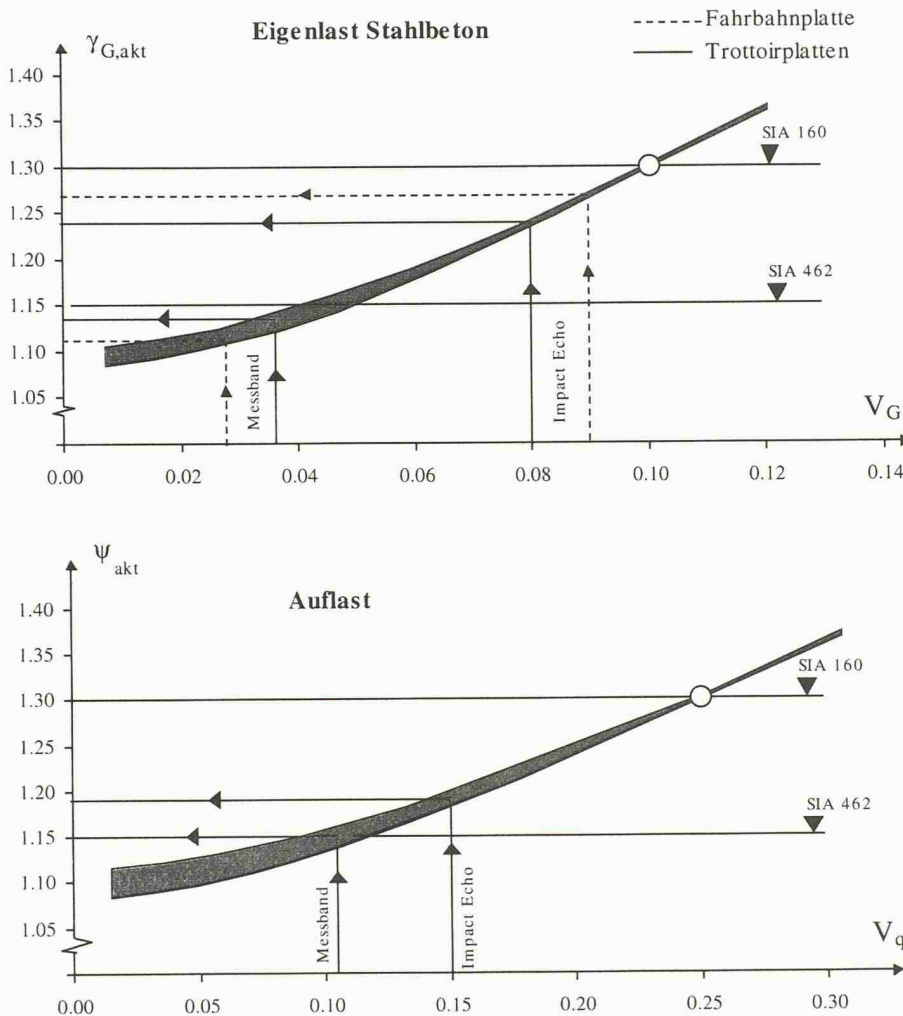 Eigenlast Stahlbeton
Fahrbahnplatte
Trottoirplatten
γG,akt
1.40
1.35
1.30
1.25
1.20
1.15
1.10
1.05
SIA 160
SIA 462
Messband
Impact Echo
VG
0.00 0.02 0.04 0.06 0.08 0.10 0.12 0.14
Auflast
ψakt
1.40
1.35
1.30
1.25
1.20
1.15
1.10
1.05
SIA 160
SIA 462
Messband
Impact Echo
Vq
0.00 0.05 0.10 0.15 0.20 0.25 0.30